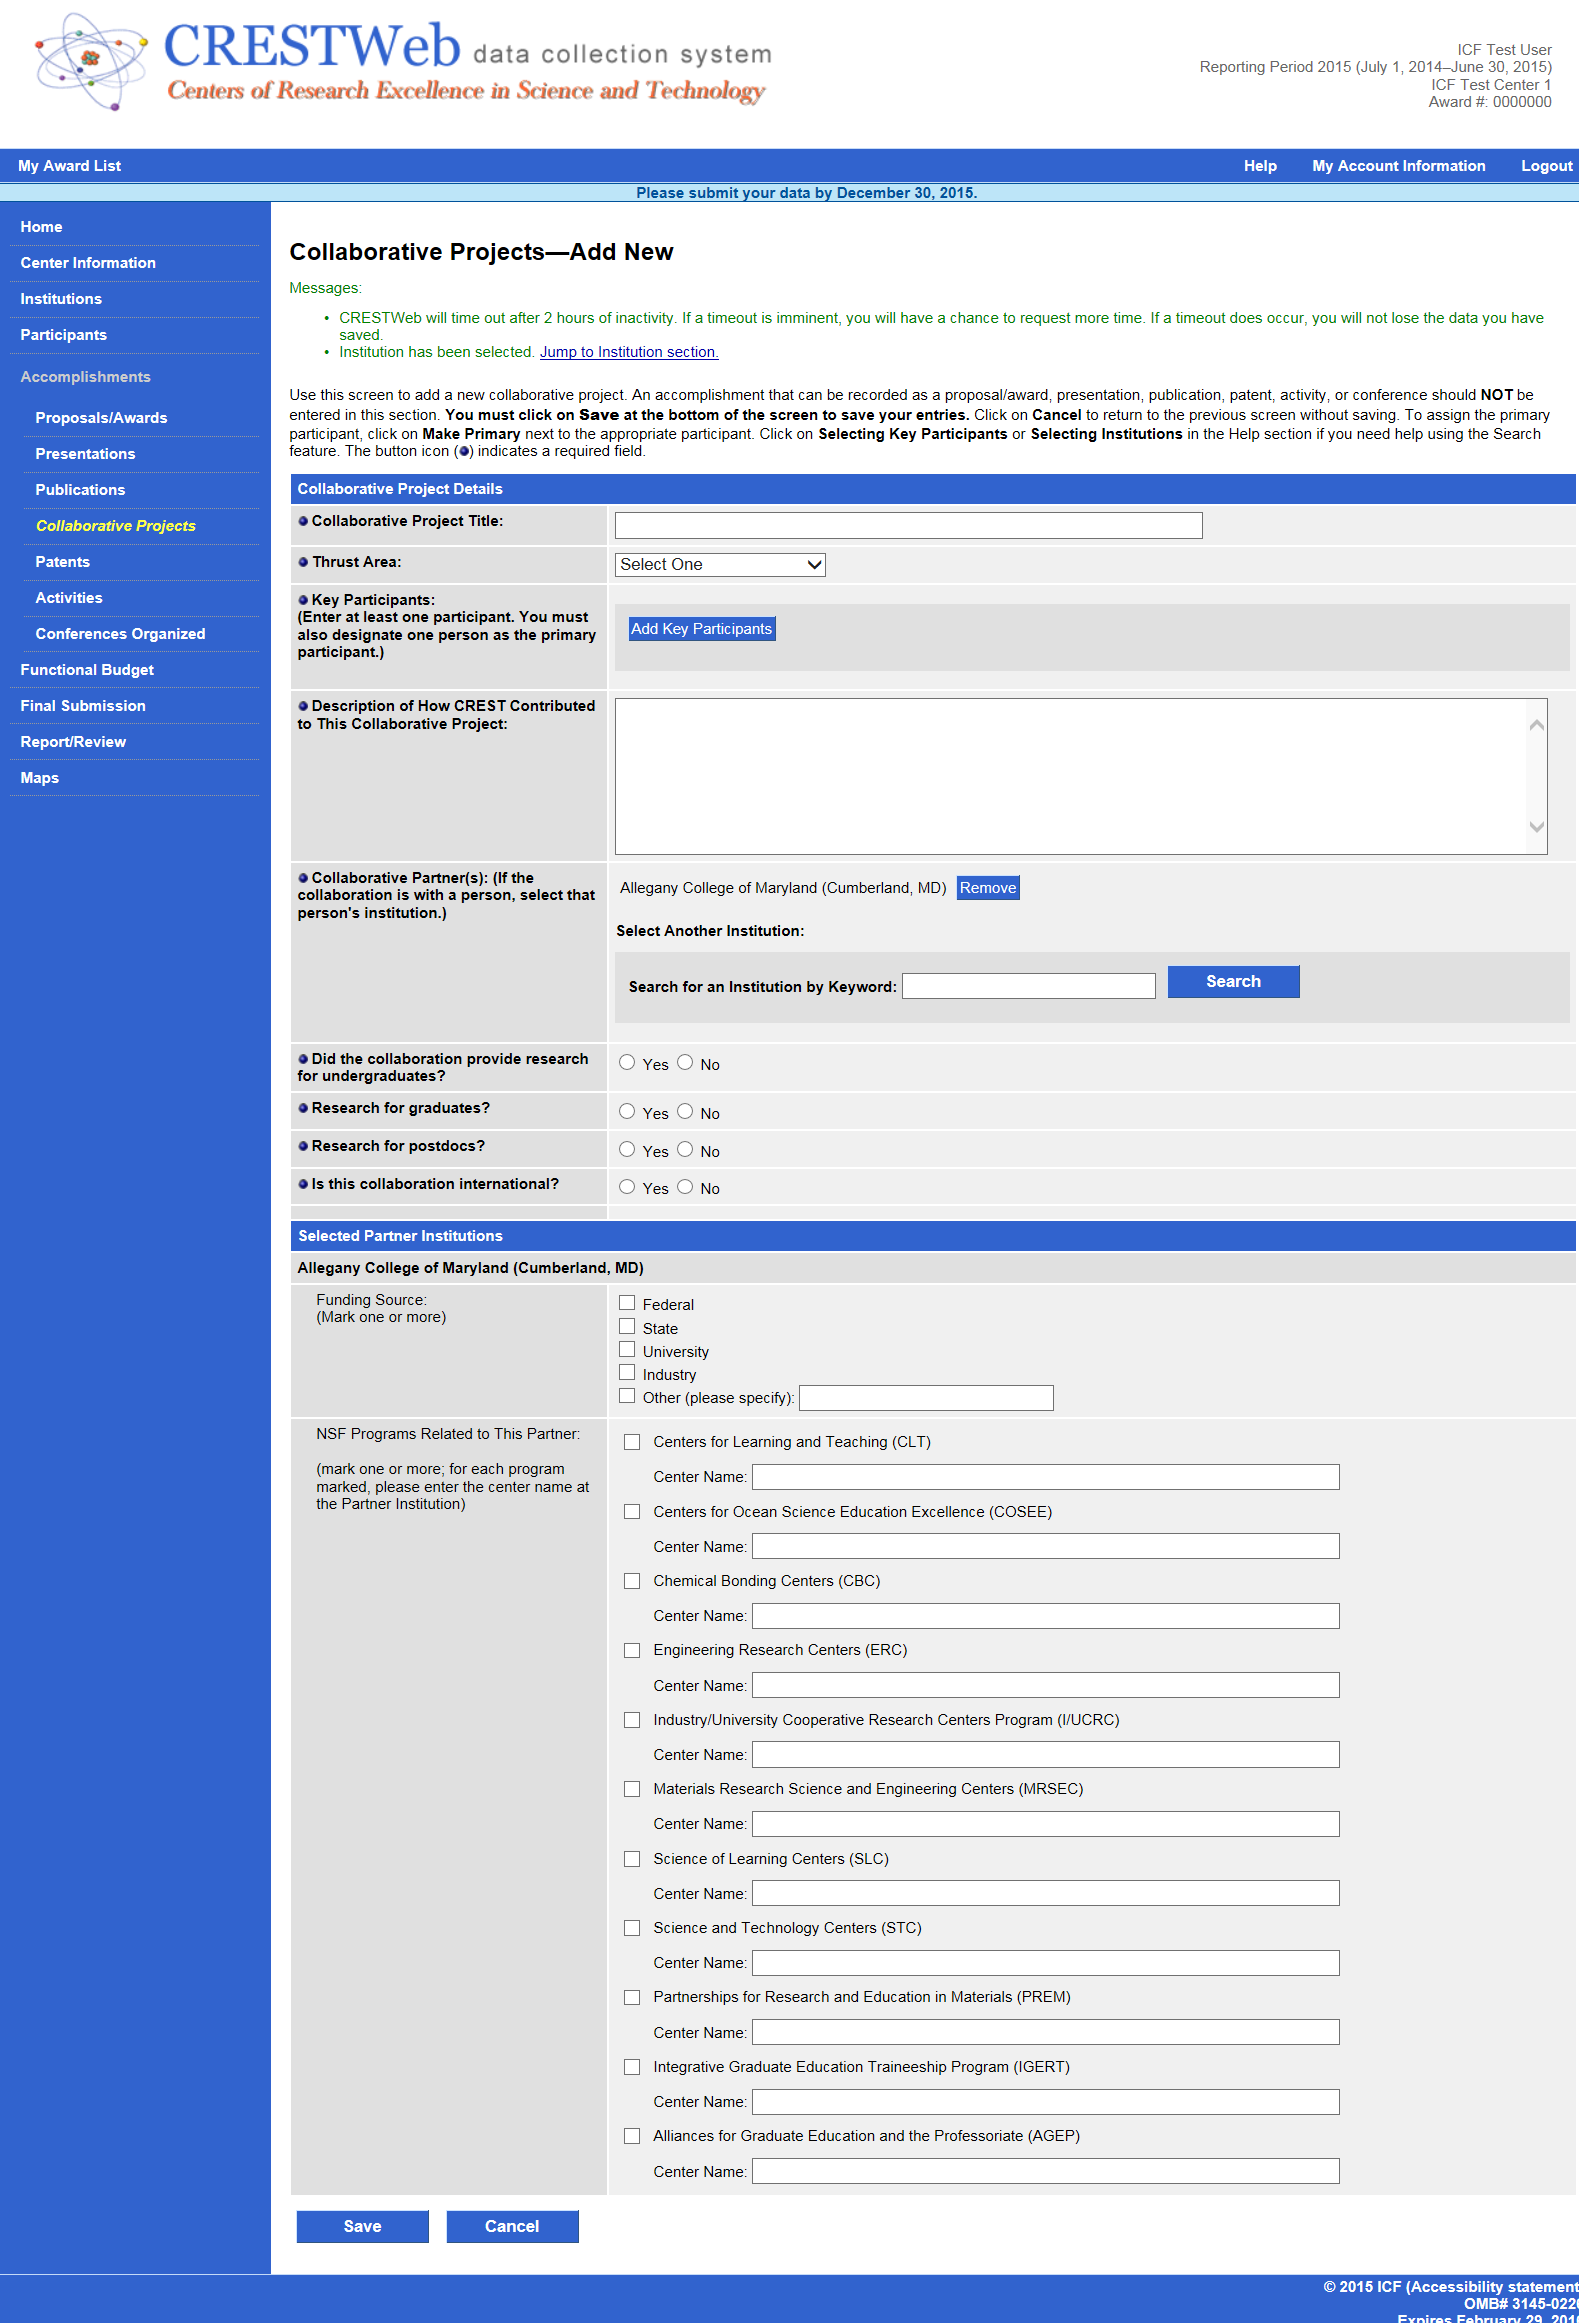 CRESTWeb data collection system
Centers of Research Excellence in Science and Technology
ICF Test User
Reporting Period 2015 (July 1, 2014–June 30, 2015)
ICF Test Center 1
Award #: 0000000
My Award List
Help
My Account Information
Logout
Please submit your data by December 30, 2015.
Home
Center Information
Institutions
Participants
Accomplishments
Proposals/Awards
Presentations
Publications
Collaborative Projects
Patents
Activities
Conferences Organized
Functional Budget
Final Submission
Report/Review
Maps
Collaborative Projects—Add New
Messages:
• CRESTWeb will time out after 2 hours of inactivity. If a timeout is imminent, you will have a chance to request more time. If a timeout does occur, you will not lose the data you have
saved.
• Institution has been selected. Jump to Institution section.
Use this screen to add a new collaborative project. An accomplishment that can be recorded as a proposal/award, presentation, publication, patent, activity, or conference should NOT be
entered in this section. You must click on Save at the bottom of the screen to save your entries. Click on Cancel to return to the previous screen without saving. To assign the primary
participant, click on Make Primary next to the appropriate participant. Click on Selecting Key Participants or Selecting Institutions in the Help section if you need help using the Search
feature. The button icon ( ) indicates a required field.
Collaborative Project Details
Collaborative Project Title:
Thrust Area:
Select One
Key Participants:
(Enter at least one participant. You must
also designate one person as the primary
participant.)
Add Key Participants
Description of How CREST Contributed
to This Collaborative Project:
Collaborative Partner(s): (If the
collaboration is with a person, select that
person's institution.)
Allegany College of Maryland (Cumberland, MD) Remove
Select Another Institution:
Search for an Institution by Keyword:
Search
Did the collaboration provide research
for undergraduates?
Yes No
Research for graduates?
Yes No
Research for postdocs?
Yes No
Is this collaboration international?
Yes No
Selected Partner Institutions
Allegany College of Maryland (Cumberland, MD)
Funding Source:
(Mark one or more)
Federal
State
University
Industry
Other (please specify):
NSF Programs Related to This Partner:
(mark one or more; for each program
marked, please enter the center name at
the Partner Institution)
Centers for Learning and Teaching (CLT)
Center Name:
Centers for Ocean Science Education Excellence (COSEE)
Center Name:
Chemical Bonding Centers (CBC)
Center Name:
Engineering Research Centers (ERC)
Center Name:
Industry/University Cooperative Research Centers Program (I/UCRC)
Center Name:
Materials Research Science and Engineering Centers (MRSEC)
Center Name:
Science of Learning Centers (SLC)
Center Name:
Science and Technology Centers (STC)
Center Name:
Partnerships for Research and Education in Materials (PREM)
Center Name:
Integrative Graduate Education Traineeship Program (IGERT)
Center Name:
Alliances for Graduate Education and the Professoriate (AGEP)
Center Name:
Save
Cancel
© 2015 ICF (Accessibility statement
OMB# 3145-022
Expires February 29, 201